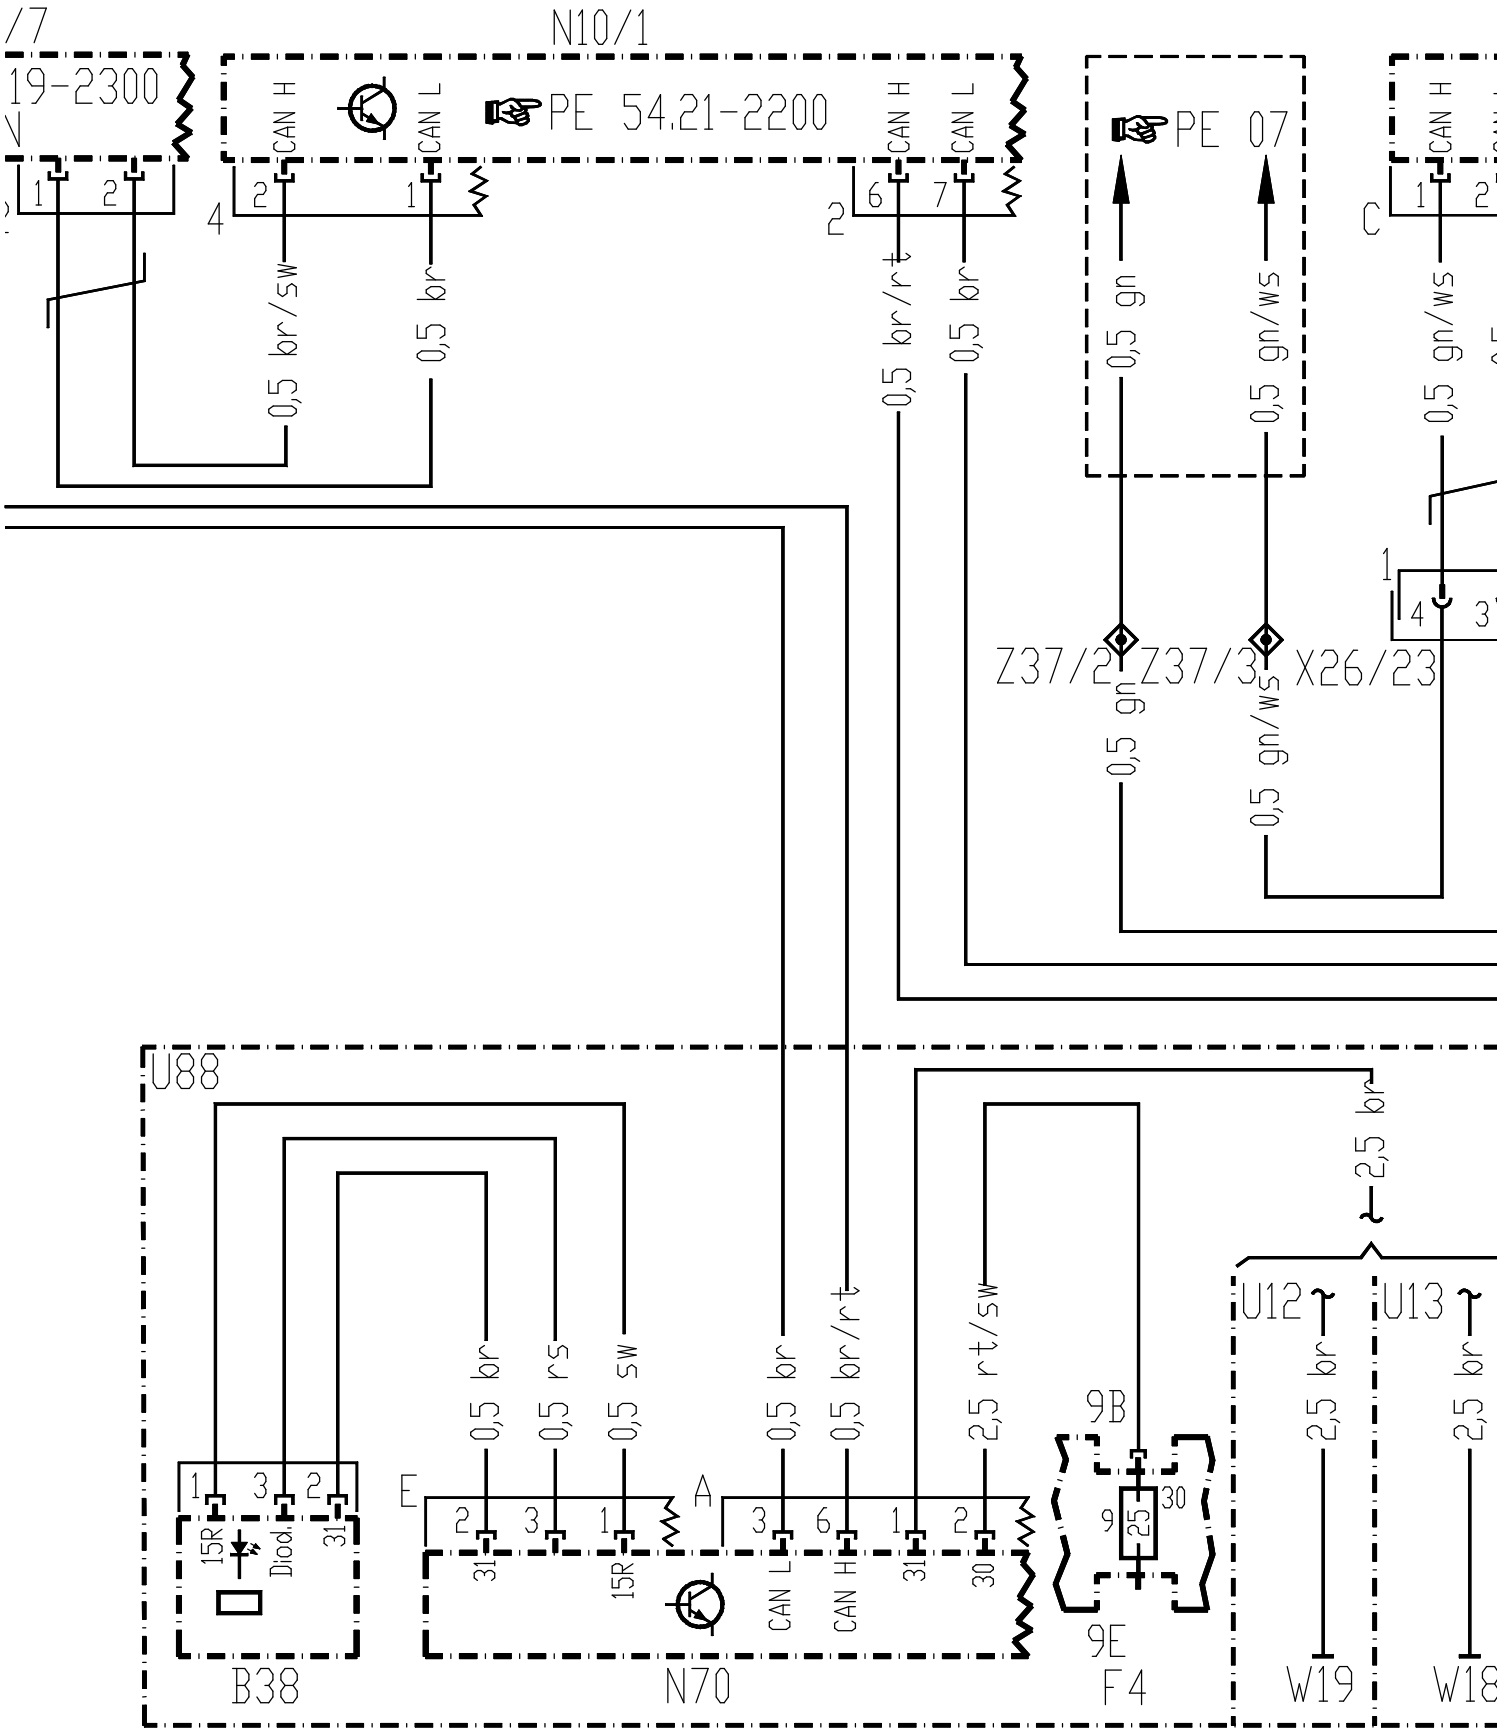 /7
N10/1
19-2300
N
CAN H
CAN L
PE 54.21-2200
CAN H
CAN L
PE 07
CAN H
1
2
4
2
1
2
6
7
C
1
2
0,5 br/sw
0,5 br
0,5 br/rt
0,5 br
0,5 gn
0,5 gn/ws
0,5 gn/ws
1
4
3
Z37/2
Z37/3
X26/23
0,5 gn
0,5 gn/ws
U88
2,5 br
U12
U13
0,5 br
0,5 rs
0,5 sw
0,5 br
0,5 br/rt
2,5 rt/sw
2,5 br
2,5 br
9B
1
3
2
E
2
3
1
A
3
6
1
2
9
25
30
15R
Diod.
31
31
15R
CAN L
CAN H
31
30
9E
B38
N70
F4
W19
W18